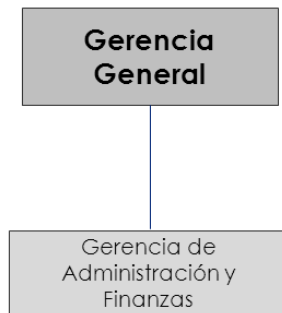 Gerencia
General
Gerencia de
Administración y
Finanzas